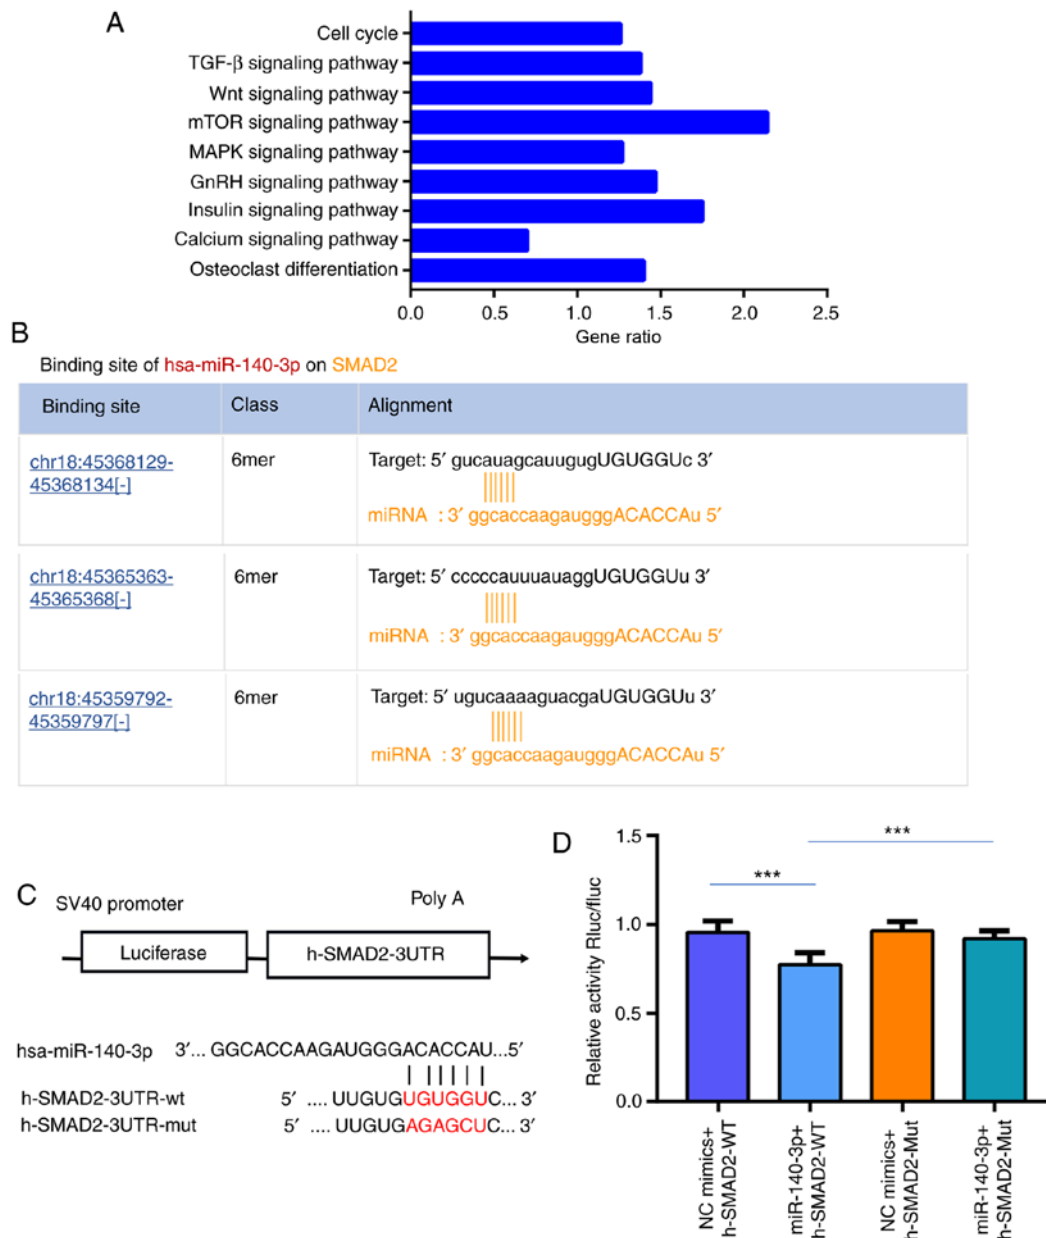 A
Cell cycle
TGF-β signaling pathway
Wnt signaling pathway
mTOR signaling pathway
MAPK signaling pathway
GnRH signaling pathway
Insulin signaling pathway
Calcium signaling pathway
Osteoclast differentiation
0.0 0.5 1.0 1.5 2.0 2.5
Gene ratio
B
Binding site of hsa-miR-140-3p on SMAD2
Binding site Class Alignment
chr18:45368129-
45368134[-]
6mer
Target: 5′ gucauagcauugugUGUGGUc 3′
miRNA : 3′ ggcaccaagaugggACACCAu 5′
chr18:45365363-
45365368[-]
6mer
Target: 5′ cccccauuuauaggUGUGGUu 3′
miRNA : 3′ ggcaccaagaugggACACCAu 5′
chr18:45359792-
45359797[-]
6mer
Target: 5′ ugucaaaaguacgaUGUGGUu 3′
miRNA : 3′ ggcaccaagaugggACACCAu 5′
C
SV40 promoter Poly A
Luciferase h-SMAD2-3UTR
hsa-miR-140-3p 3′... GGCACCAAGAUGGGACACCAU...5′
h-SMAD2-3UTR-wt 5′ .... UUGUGUGUGGUC... 3′
h-SMAD2-3UTR-mut 5′ .... UUGUGAGAGCUC... 3′
D
Relative activity Rluc/fluc
1.5
1.0
0.5
0.0
***
***
NC mimics+
h-SMAD2-WT
miR-140-3p+
h-SMAD2-WT
NC mimics+
h-SMAD2-Mut
miR-140-3p+
h-SMAD2-Mut